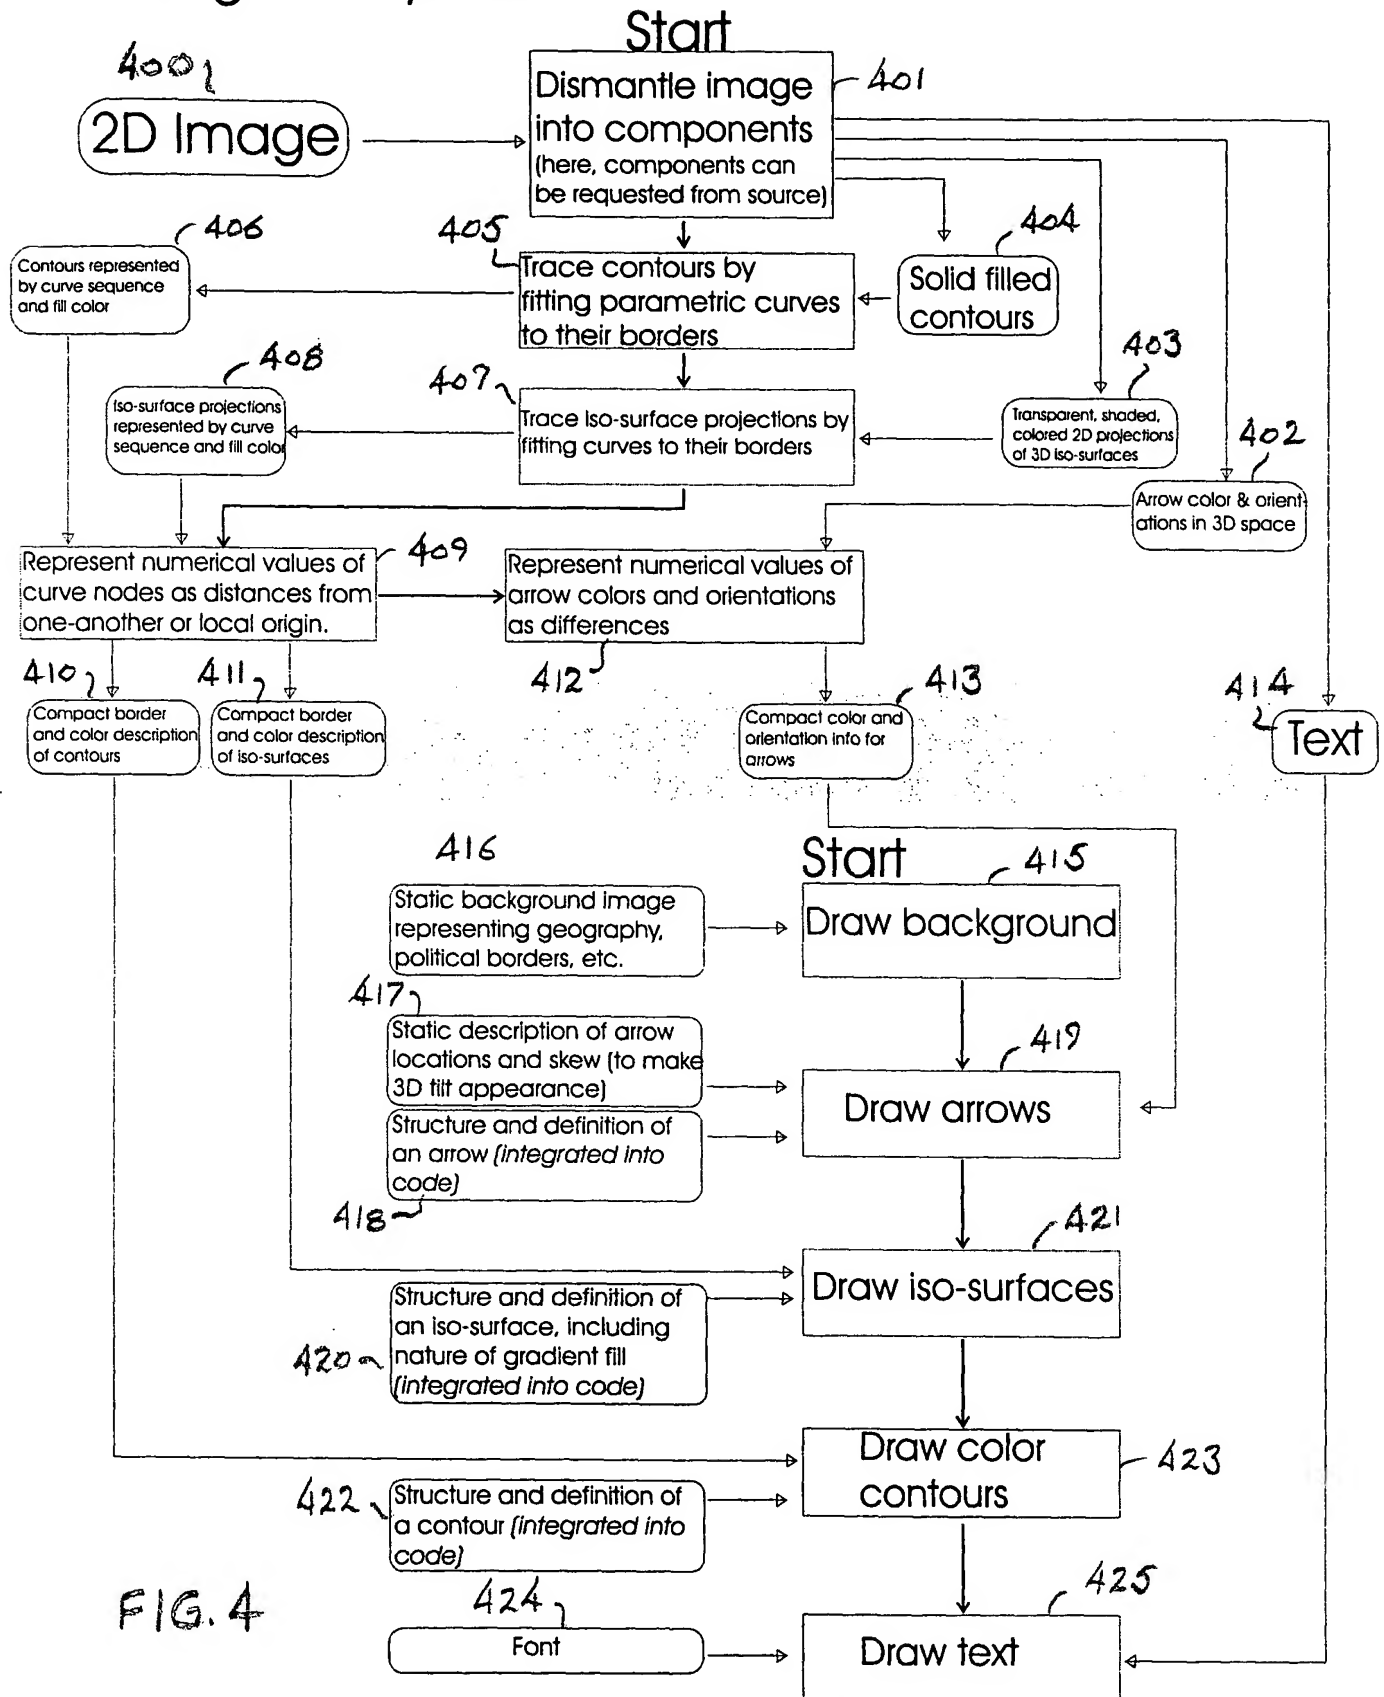 Start
400
2D Image
Dismantle image
into components
(here, components can
be requested from source)
401
406
Contours represented
by curve sequence
and fill color
405
Trace contours by
fitting parametric curves
to their borders
404
Solid filled
contours
408
Iso-surface projections
represented by curve
sequence and fill color
407
Trace iso-surface projections by
fitting curves to their borders
403
Transparent, shaded,
colored 2D projections
of 3D iso-surfaces
402
Arrow color & orient-
ations in 3D space
Represent numerical values of
curve nodes as distances from
one-another or local origin.
409
Represent numerical values of
arrow colors and orientations
as differences
412
410
Compact border
and color description
of contours
411
Compact border
and color description
of iso-surfaces
413
Compact color and
orientation info for
arrows
414
Text
416
Static background image
representing geography,
political borders, etc.
Start
415
Draw background
417
Static description of arrow
locations and skew (to make
3D tilt appearance)
Structure and definition of
an arrow (integrated into
code)
418
419
Draw arrows
421
Draw iso-surfaces
420
Structure and definition of
an iso-surface, including
nature of gradient fill
(integrated into code)
Draw color
contours
423
422
Structure and definition of
a contour (integrated into
code)
424
Font
425
Draw text
FIG. 4